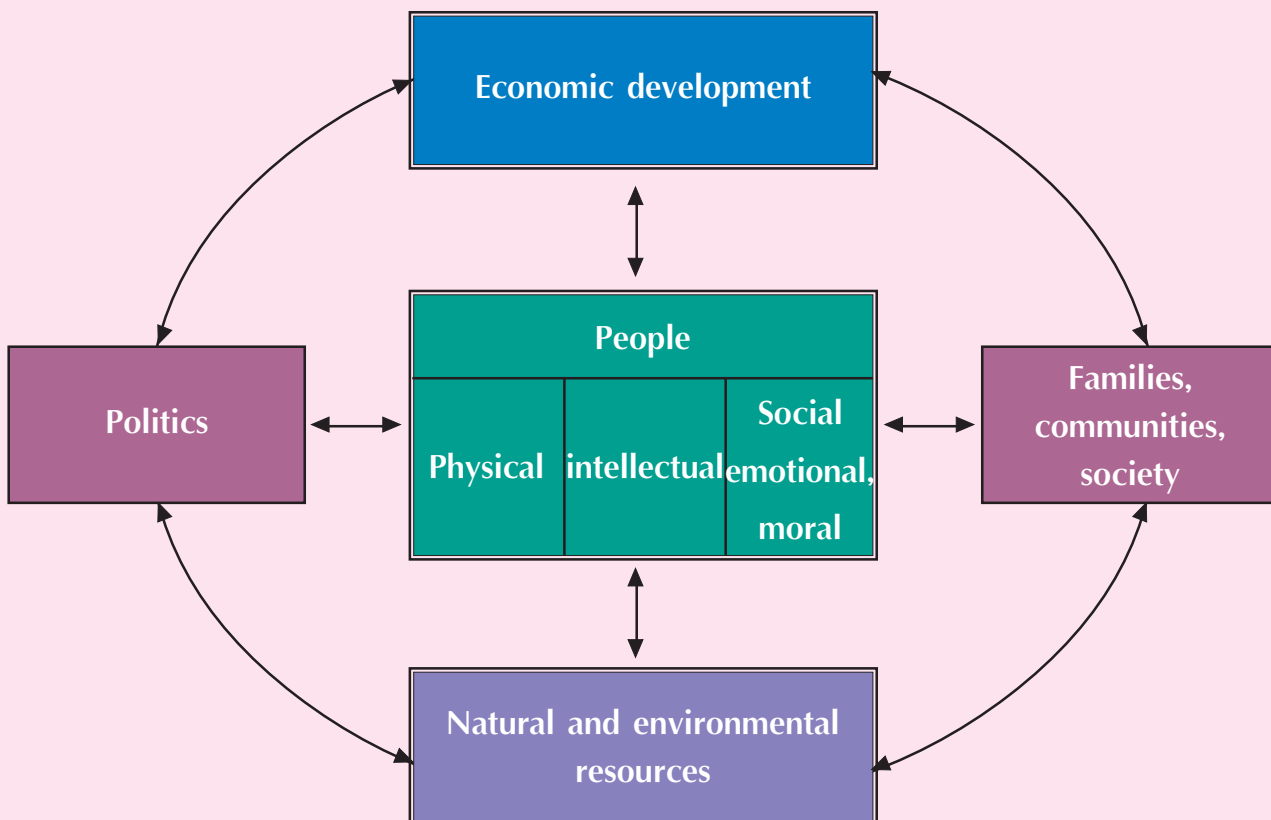 Economic development
People
Politics
Physical
intellectual
Social
emotional,
moral
Families,
communities,
society
Natural and environmental
resources